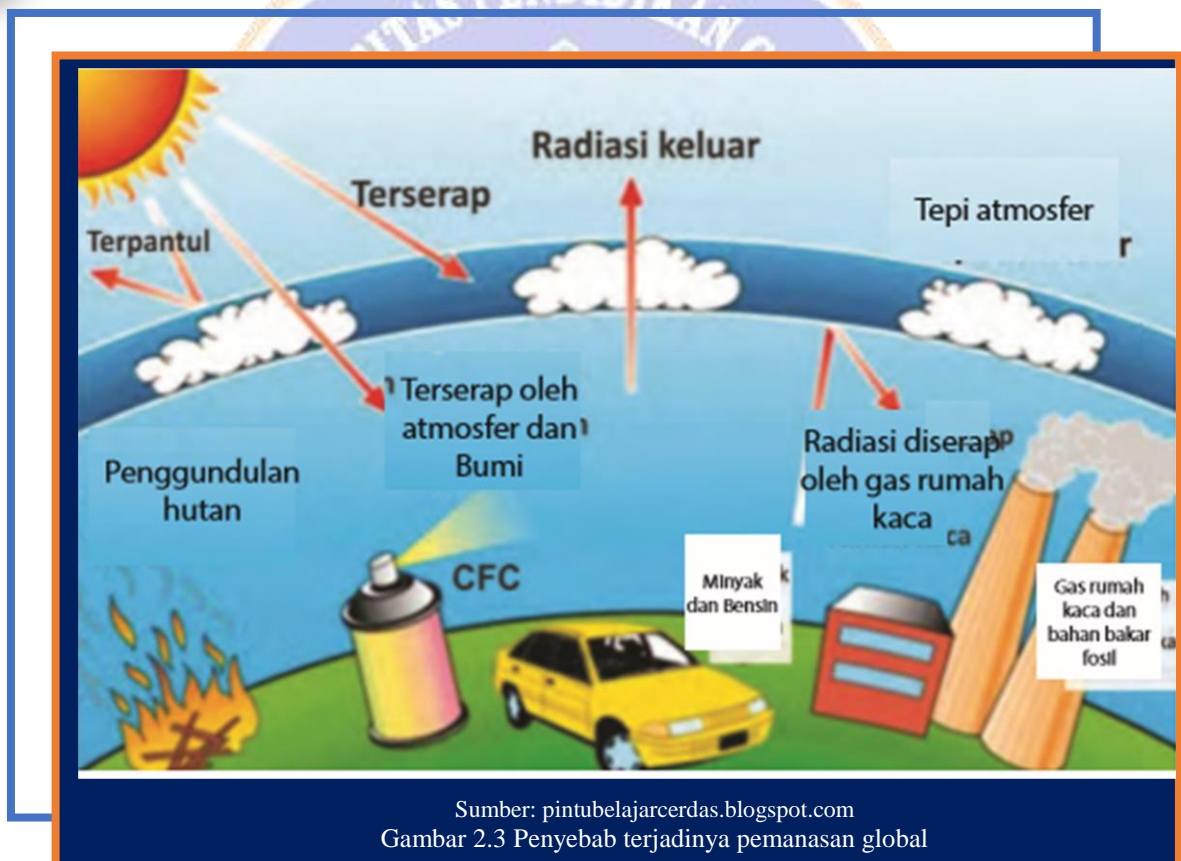 Radiasi keluar
Terserap
Tepi atmosfer
r
Terpantul
Terserap oleh
atmosfer dan
Bumi
Penggundulan
hutan
Radiasi diserap
oleh gas rumah
kaca
ca
CFC
Minyak
dan Bensin
k
Gas rumah
kaca dan
bahan bakar
fosil
h
ka
Sumber: pintubelajarcerdas.blogspot.com
Gambar 2.3 Penyebab terjadinya pemanasan global